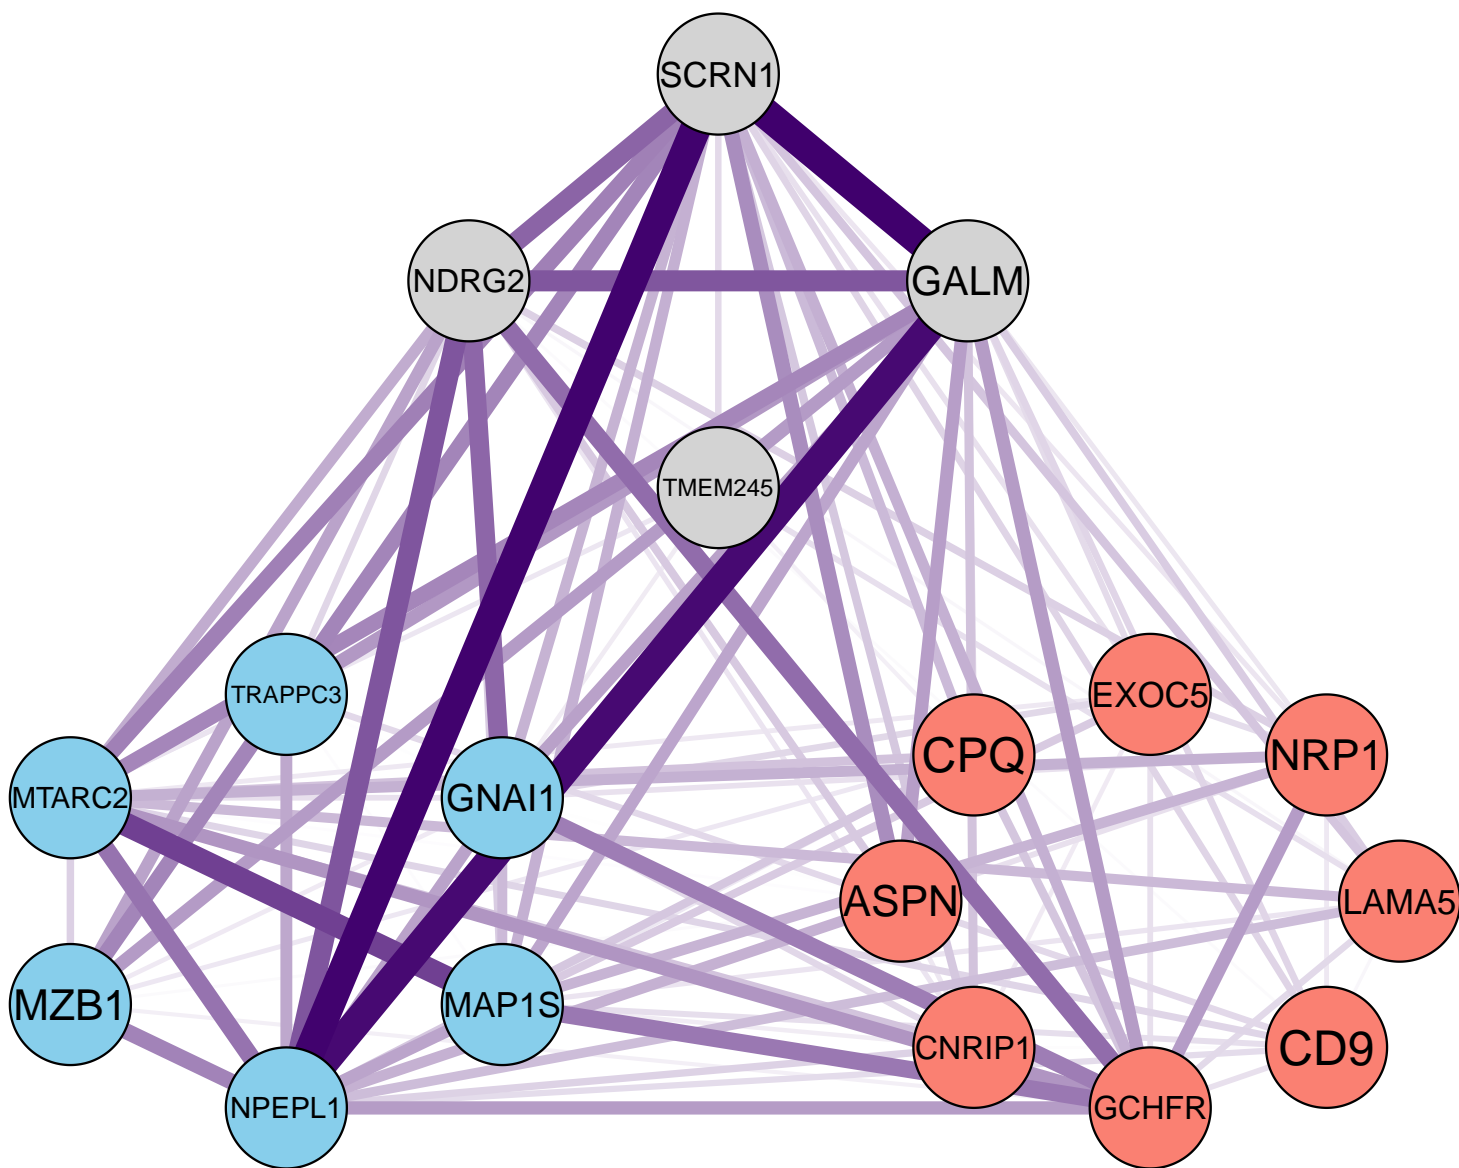 SCRN1
NDRG2
GALM
TMEM245
TRAPPC3
EXOC5
CPQ
NRP1
MTARC2
GNAI1
ASPN
LAMA5
MZB1
MAP1S
CNRIP1
CD9
NPEPL1
GCHFR